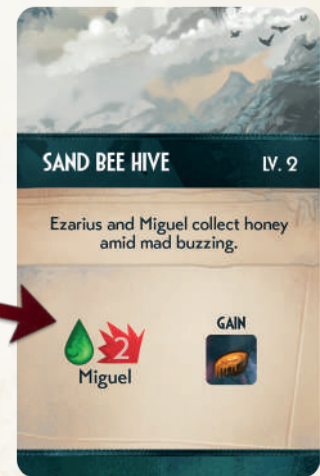 SAND BEE HIVE LV. 2
Ezarius and Miguel collect honey
amid mad buzzing.
2
Miguel
GAIN